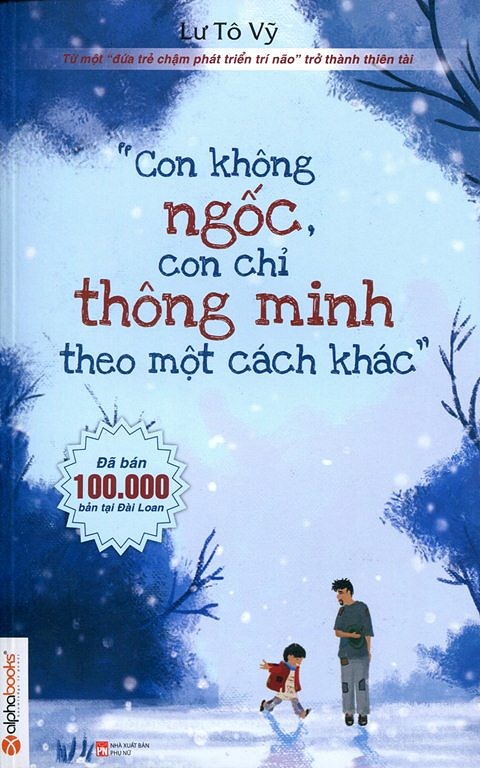 Lư Tô Vỹ
Từ một "đứa trẻ chậm phát triển trí não" trở thành thiên tài
"Con không
ngốc,
con chỉ
thông minh
theo một cách khác"
Đã bán
100.000
bản tại Đài Loan
alphabooks®
PN
NHÀ XUẤT BẢN
PHỤ NỮ